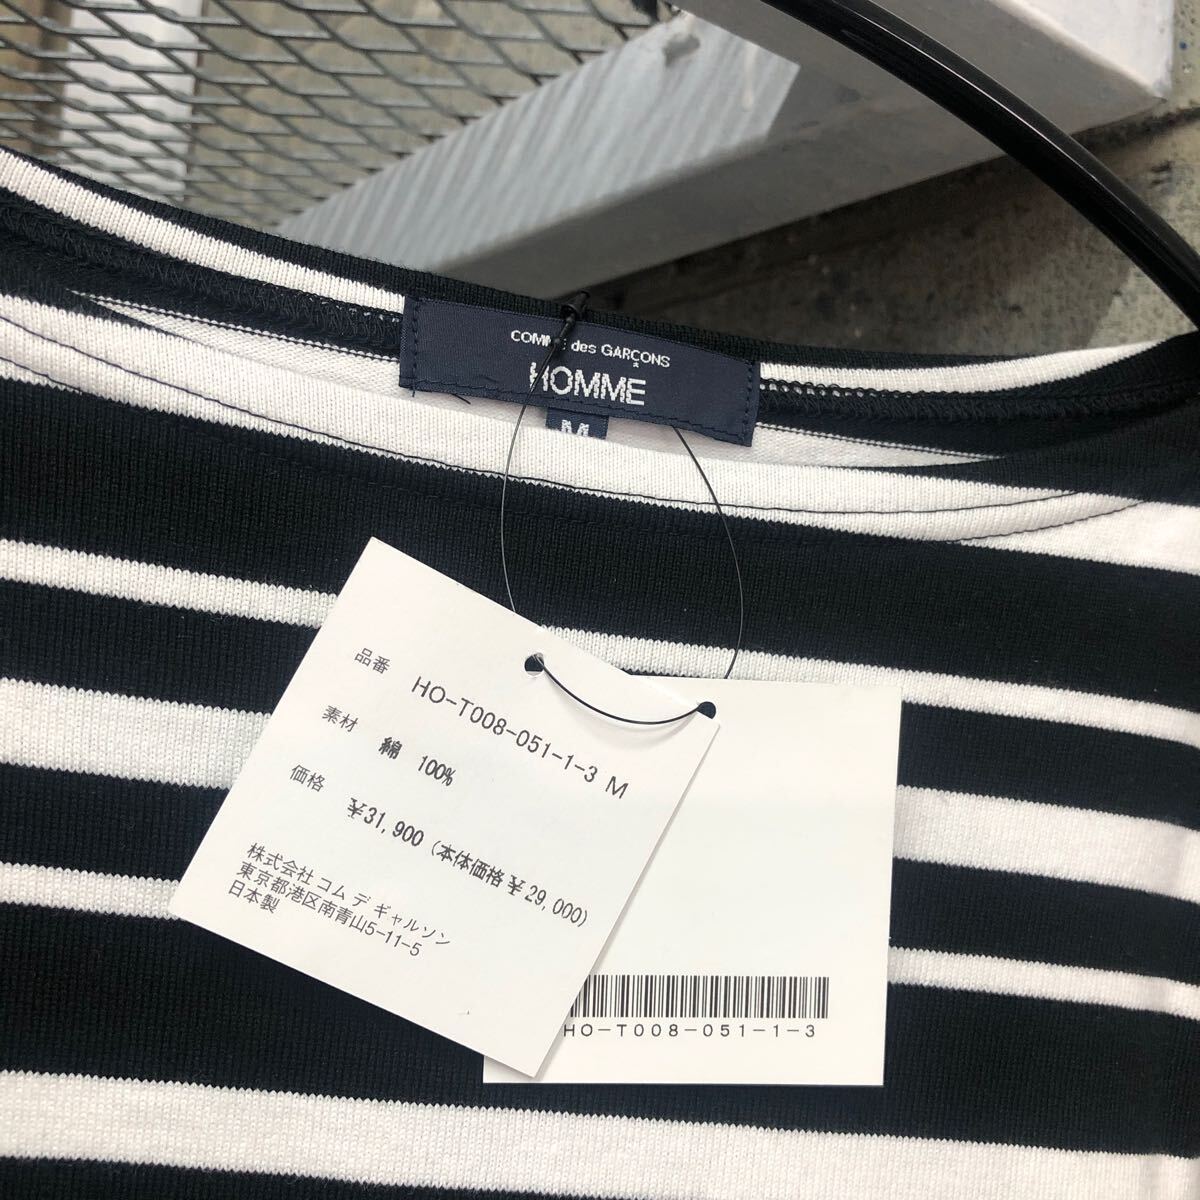 COMME des GARÇONS
HOMME
M
品番 HO-T008-051-1-3 M
素材 綿 100%
価格 ¥31,900 (本体価格 ¥29,000)
株式会社 コム デ ギャルソン
東京都港区南青山5-11-5
日本製
HO-T008-051-1-3